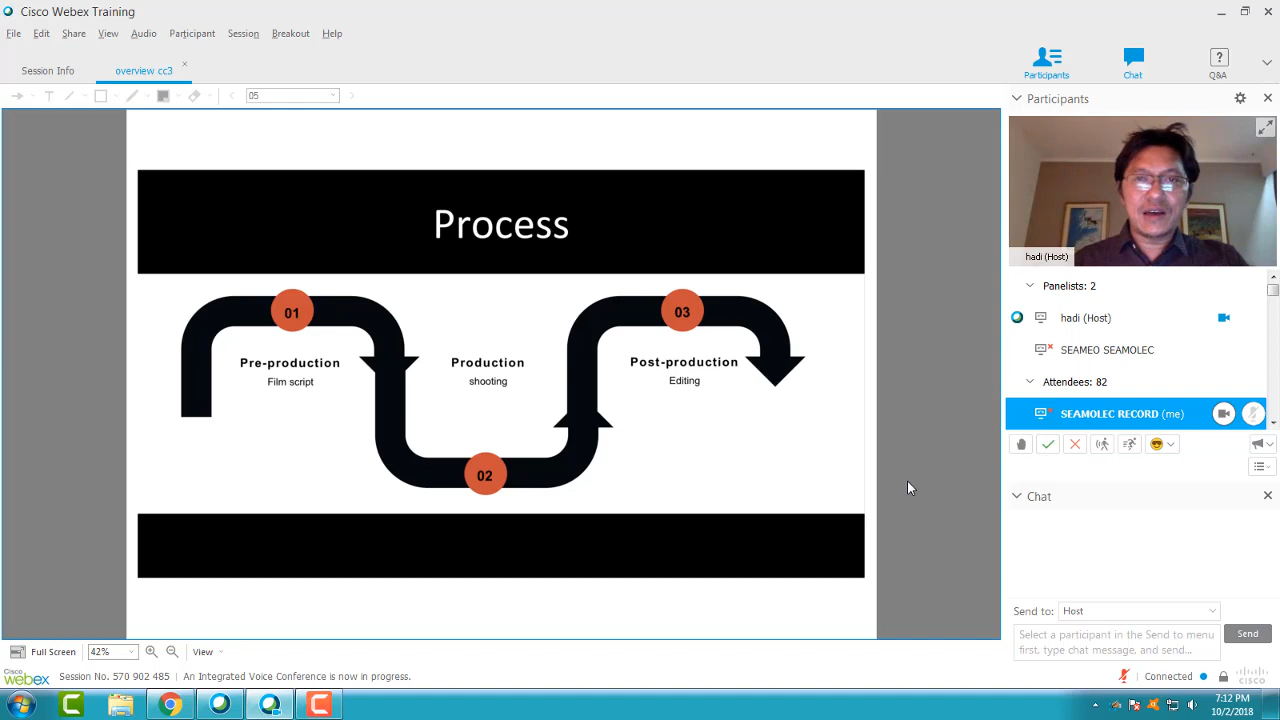 Cisco Webex Training
File Edit Share View Audio Participant Session Breakout Help
Session Info
overview cc3
Participants
Chat
Q&A
05
Participants
Process
hadi (Host)
01
03
Pre-production
Film script
Production
shooting
Post-production
Editing
02
Panelists: 2
hadi (Host)
SEAMEO SEAMOLEC
Attendees: 82
SEAMOLEC RECORD (me)
Chat
Send to: Host
Select a participant in the Send to menu
first, type chat message, and send...
Send
Full Screen 42% View
Cisco
webex
Session No. 570 902 485 An Integrated Voice Conference is now in progress.
Connected
cisco
7:12 PM
10/2/2018